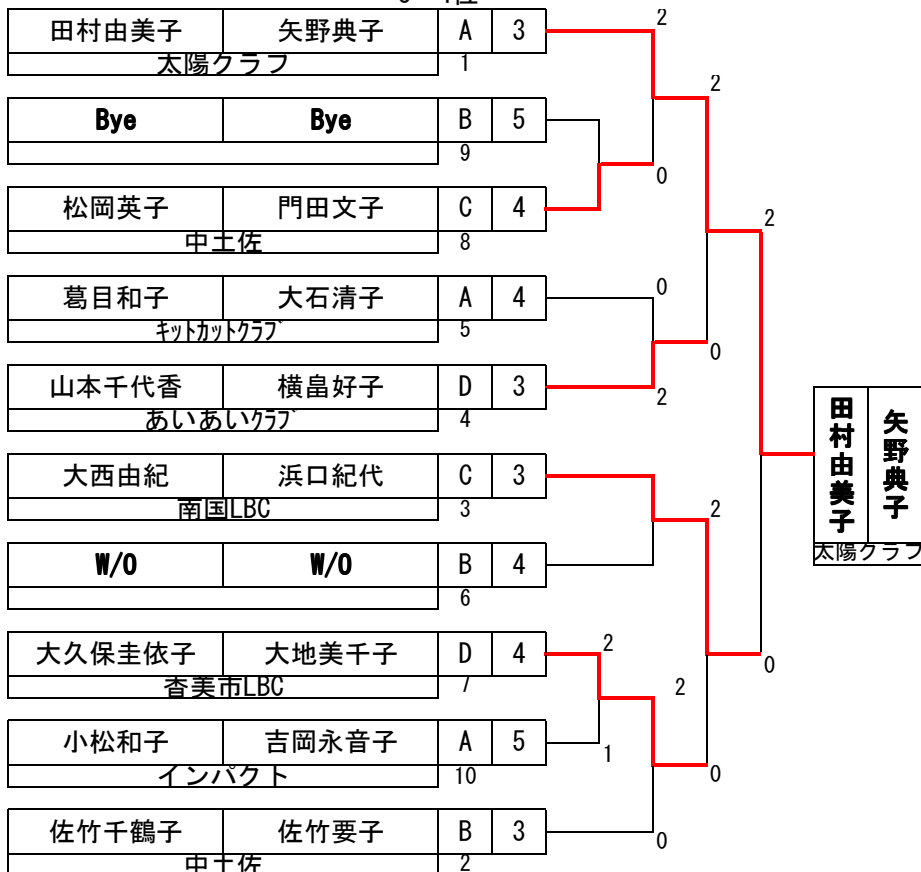 田村由美子 矢野典子 A 3
太陽クラブ 1
Bye Bye B 5
9
松岡英子 門田文子 C 4
中土佐 8
葛目和子 大石清子 A 4
ｷｯﾄｶｯﾄｸﾗﾌﾞ 5
山本千代香 横畠好子 D 3
あいあいｸﾗﾌﾞ 4
大西由紀 浜口紀代 C 3
南国LBC 3
W/O W/O B 4
6
大久保圭依子 大地美千子 D 4
香美市LBC 7
小松和子 吉岡永音子 A 5
インパクト 10
佐竹千鶴子 佐竹要子 B 3
中土佐 2
2
2
0
2
0
0
2
2
0
2
2
1
0
0
田村由美子
矢野典子
太陽クラブ